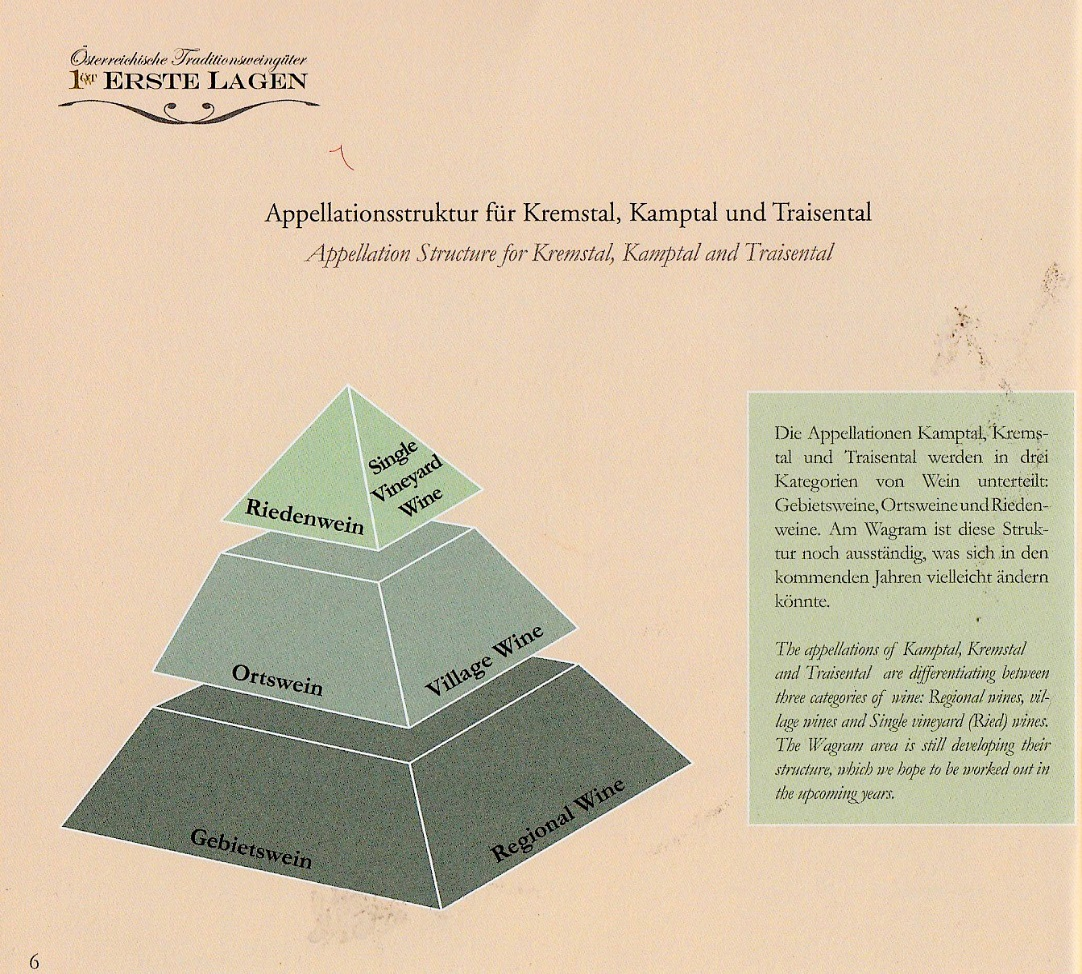 Österreichische Traditionsweingüter
1ÖTW ERSTE LAGEN
Appellationsstruktur für Kremstal, Kamptal und Traisental
Appellation Structure for Kremstal, Kamptal and Traisental
Single
Vineyard
Wine
Riedenwein
Ortswein
Village Wine
Gebietswein
Regional Wine
Die Appellationen Kamptal, Krems-
tal und Traisental werden in drei
Kategorien von Wein unterteilt:
Gebietsweine, Ortsweine und Rieden-
weine. Am Wagram ist diese Struk-
tur noch ausständig, was sich in den
kommenden Jahren vielleicht ändern
könnte.
The appellations of Kamptal, Kremstal
and Traisental are differentiating between
three categories of wine: Regional wines, vil-
lage wines and Single vineyard (Ried) wines.
The Wagram area is still developing their
structure, which we hope to be worked out in
the upcoming years.
6